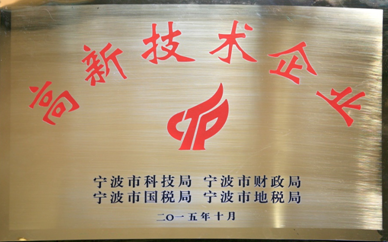 高新技术企业
宁波市科技局 宁波市财政局
宁波市国税局 宁波市地税局
二〇一五年十月